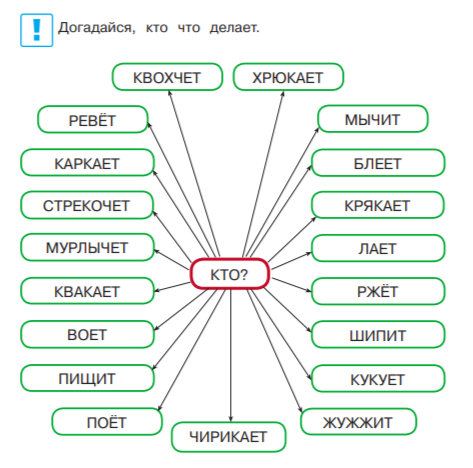 ! Догадайся, кто что делает.
КВОХЧЕТ
ХРЮКАЕТ
РЕВЁТ
МЫЧИТ
КАРКАЕТ
БЛЕЕТ
СТРЕКОЧЕТ
КРЯКАЕТ
МУРЛЫЧЕТ
ЛАЕТ
КТО?
КВАКАЕТ
РЖЁТ
ВОЕТ
ШИПИТ
ПИЩИТ
КУКУЕТ
ПОЁТ
ЖУЖЖИТ
ЧИРИКАЕТ